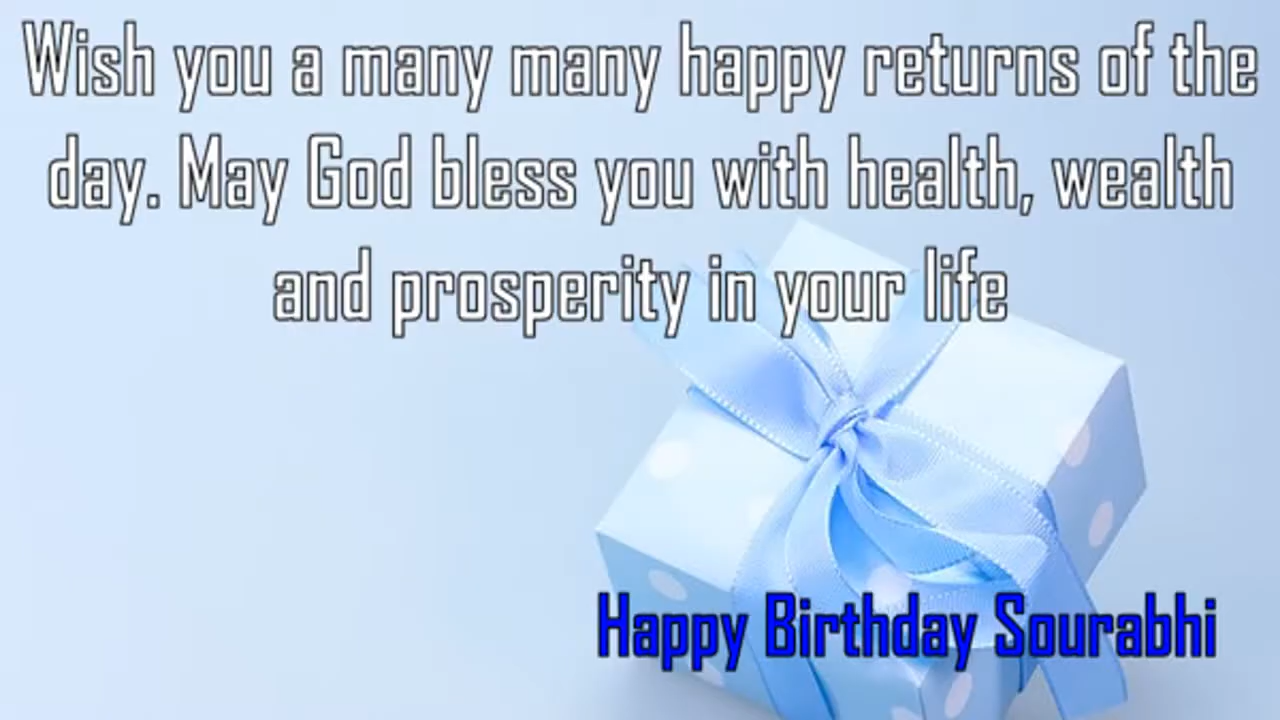 Wish you a many many happy returns of the
day. May God bless you with health, wealth
and prosperity in your life
Happy Birthday Sourabhi